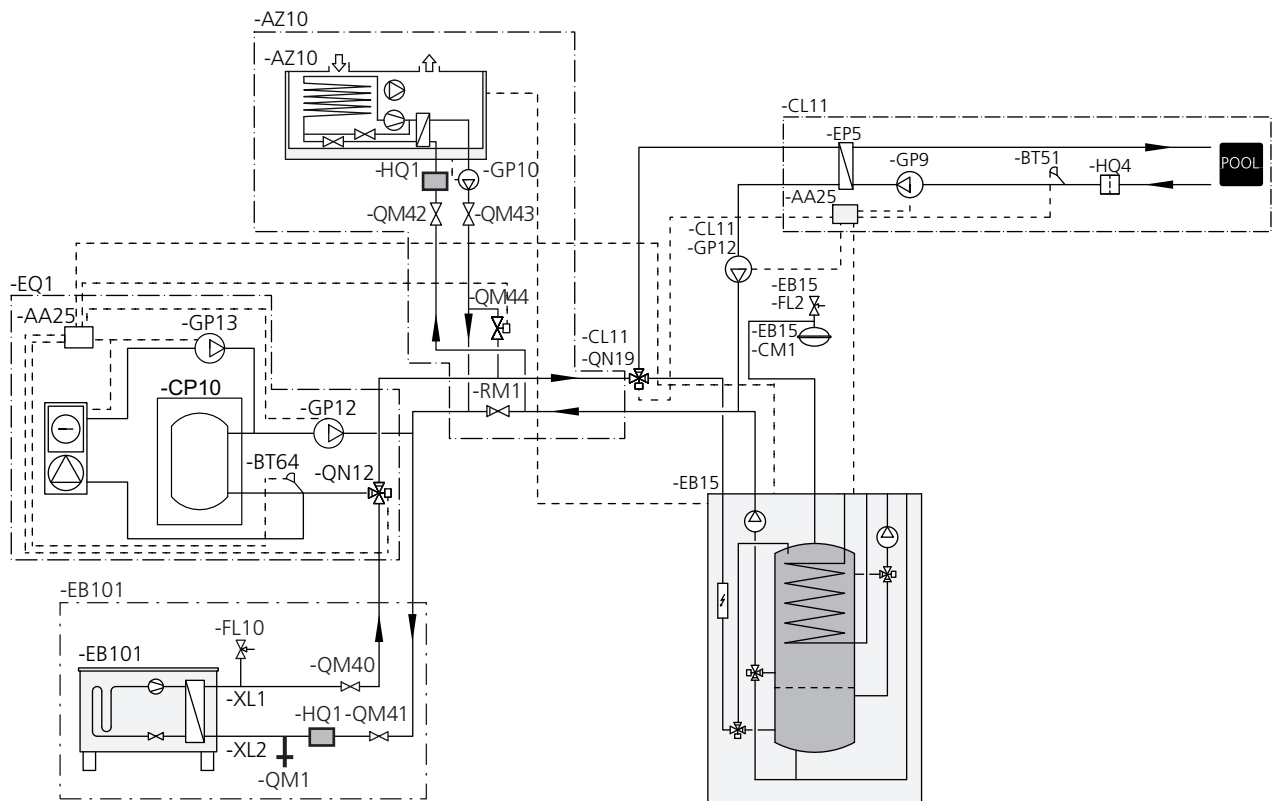 -AZ10
-AZ10
-CL11
-EP5
-GP9
-BT51
-HQ4
POOL
-HQ1
-GP10
-AA25
-QM42
-QM43
-CL11
-GP12
-EQ1
-QM44
-EB15
-FL2
-AA25
-GP13
-CL11
-QN19
-EB15
-CM1
-CP10
-RM1
-GP12
-BT64
-QN12
-EB15
-EB101
-FL10
-EB101
-QM40
-XL1
-HQ1
-QM41
-XL2
-QM1